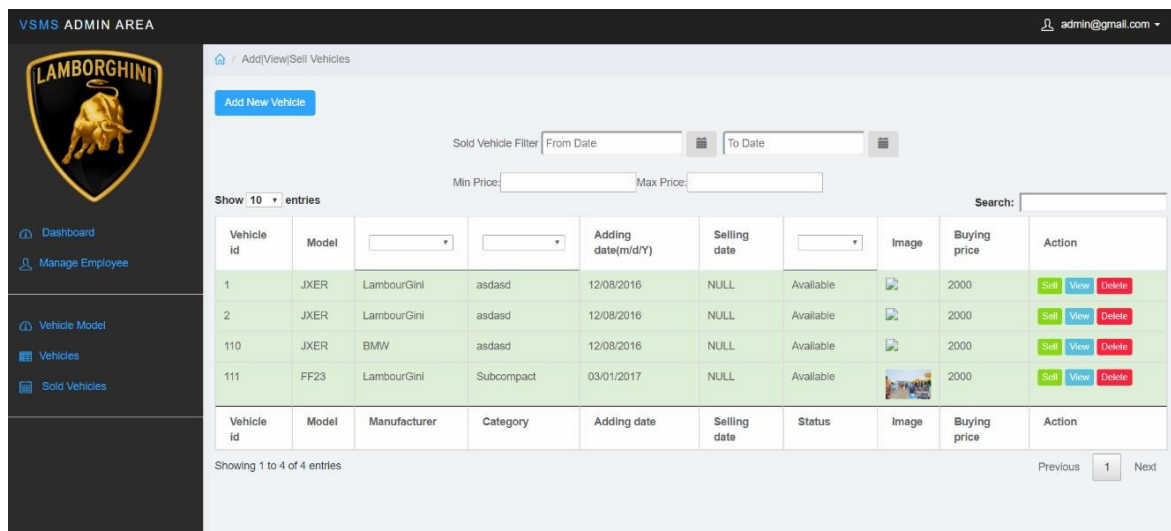 VSMS ADMIN AREA
admin@gmail.com
LAMBORGHINI
Dashboard
Manage Employee
Vehicle Model
Vehicles
Sold Vehicles
/ Add|View|Sell Vehicles
Add New Vehicle
Sold Vehicle Filter From Date To Date
Min Price: Max Price:
Show 10 entries Search:
Vehicle id Model Adding date(m/d/Y) Selling date Image Buying price Action
1 JXER LambourGini asdasd 12/08/2016 NULL Available 2000 Sell View Delete
2 JXER LambourGini asdasd 12/08/2016 NULL Available 2000 Sell View Delete
110 JXER BMW asdasd 12/08/2016 NULL Available 2000 Sell View Delete
111 FF23 LambourGini Subcompact 03/01/2017 NULL Available 2000 Sell View Delete
Vehicle id Model Manufacturer Category Adding date Selling date Status Image Buying price Action
Showing 1 to 4 of 4 entries Previous 1 Next